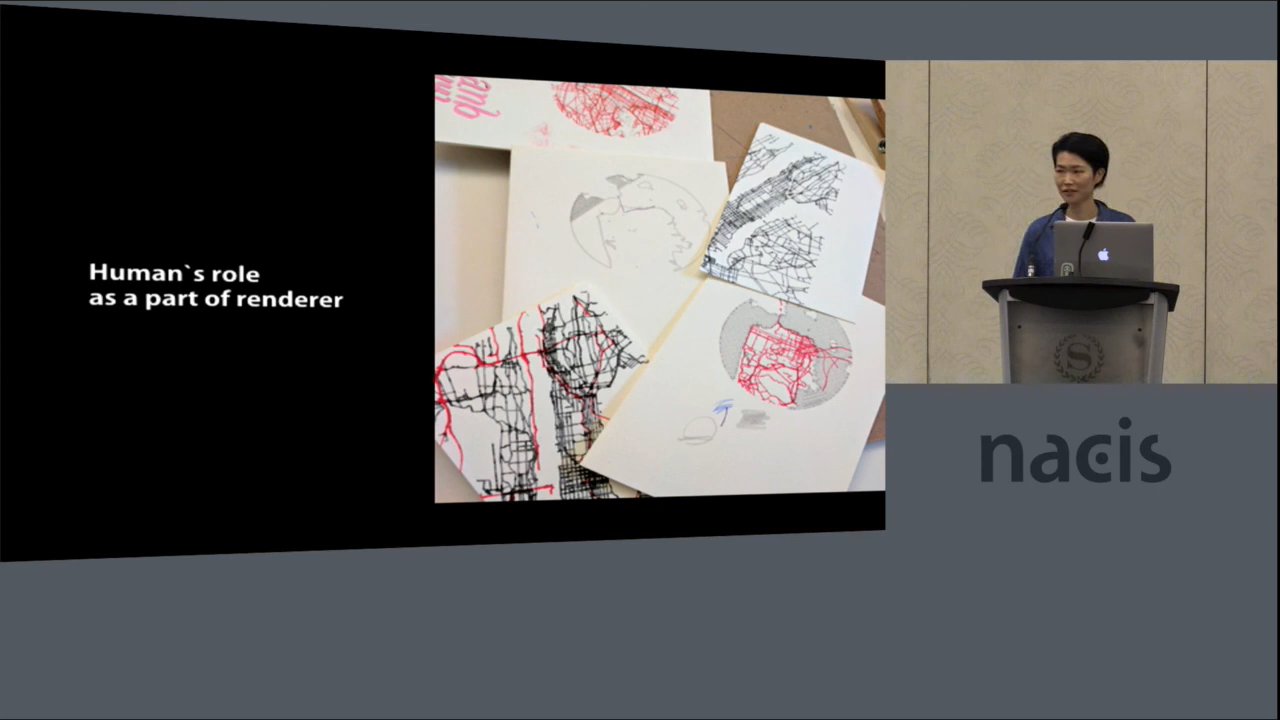 Human`s role
as a part of renderer
S
nacis